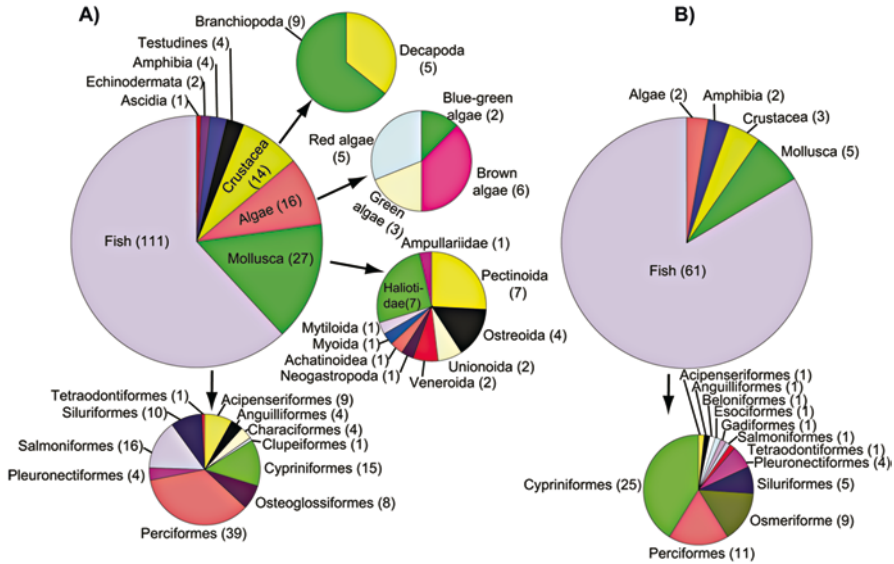 A)
Branchiopoda (9)
Decapoda
(5)
Testudines (4)
Amphibia (4)
Echinodermata (2)
Ascidia (1)
Crustacea
(14)
Algae (16)
Mollusca (27)
Fish (111)
Blue-green
algae (2)
Red algae
(5)
Brown
algae (6)
Green
algae (3)
Ampullariidae (1)
Pectinoida
(7)
Halioti-
dae(7)
Ostreoida (4)
Mytiloida (1)
Myoida (1)
Achatinoidea (1)
Neogastropoda (1)
Unionoida (2)
Veneroida (2)
Tetraodontiformes (1)
Siluriformes (10)
Salmoniformes (16)
Pleuronectiformes (4)
Perciformes (39)
Acipenseriformes (9)
Anguilliformes (4)
Characiformes (4)
Clupeiformes (1)
Cypriniformes (15)
Osteoglossiformes (8)
B)
Algae (2)
Amphibia (2)
Crustacea (3)
Mollusca (5)
Fish (61)
Acipenseriformes (1)
Anguiliformes (1)
Beloniformes (1)
Esociformes (1)
Gadiformes (1)
Salmoniformes (1)
Tetraodontiformes (1)
Pleuronectiformes (4)
Cypriniformes (25)
Siluriformes (5)
Osmeriforme (9)
Perciformes (11)